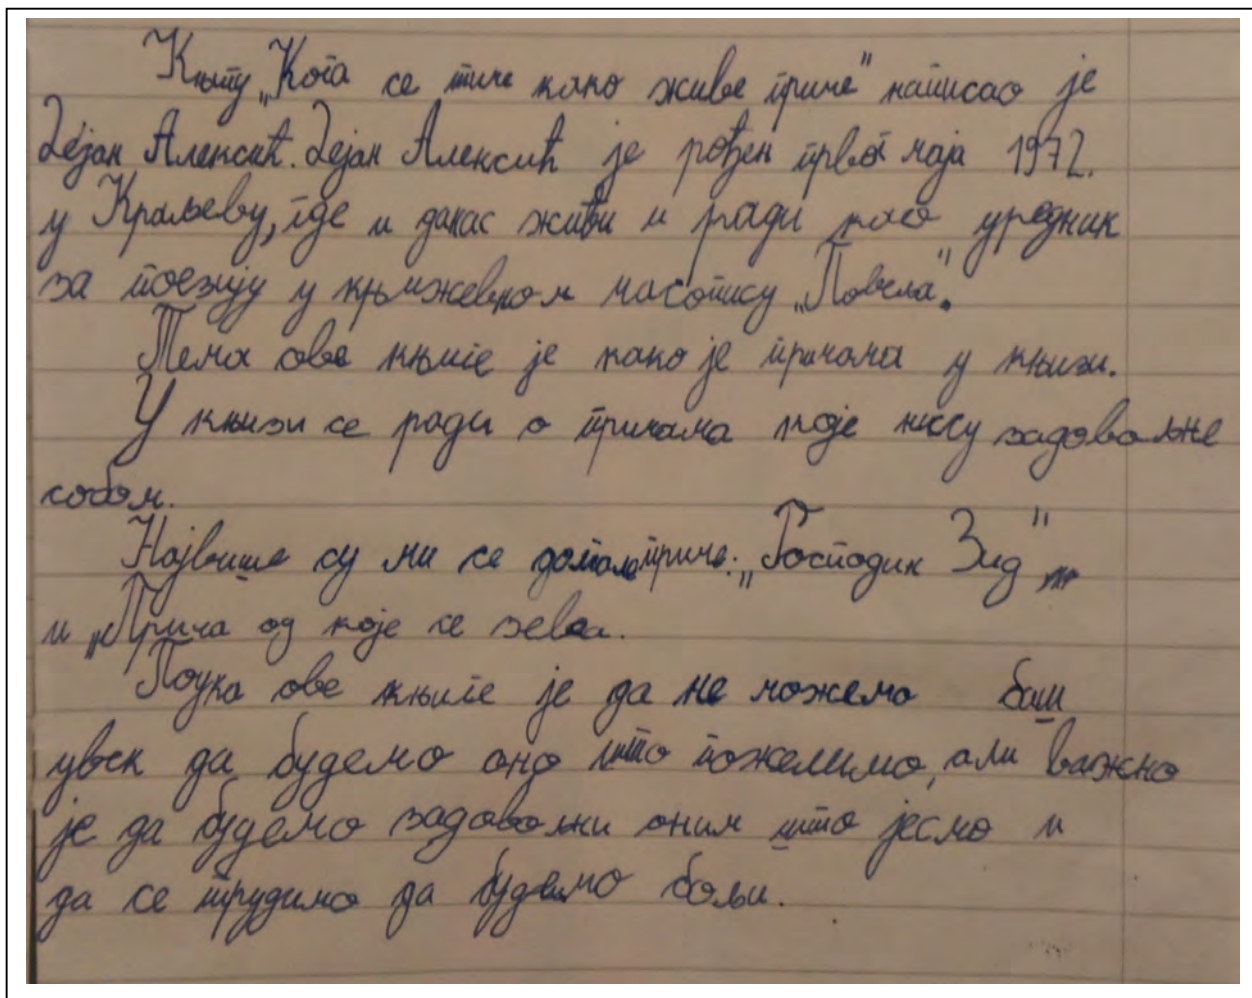 Књигу „Кога се тиче како живе приче" написао је
Дејан Алексић. Дејан Алексић је рођен првог маја 1972.
у Краљеву, где и данас живи и ради као уредник
за поезију у књижевном часопису „Повеља".
Тема ове књиге је како је причама у књизи.
У књизи се ради о причама које нису задовољне
собом.
Највише су ми се допале приче: „Господин Зид"
и „Прича од које се зева.
Поука ове књиге је да не можемо баш
увек да будемо оно што пожелимо, али важно
је да будемо задовољни оним што јесмо и
да се трудимо да будемо бољи.